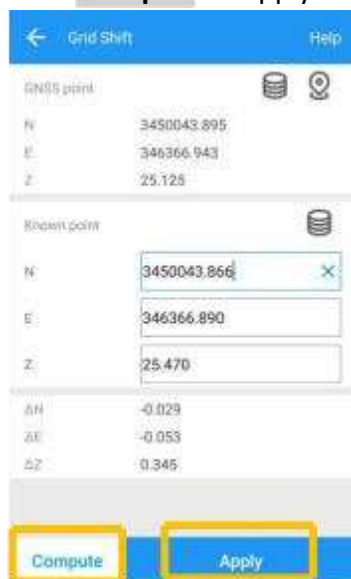 Grid Shift Help
GNSS point
N 3450043.895
E 346366.943
Z 25.125
Known point
N 3450043.866
E 346366.890
Z 25.470
ΔN -0.029
ΔE -0.053
ΔZ 0.345
Compute Apply